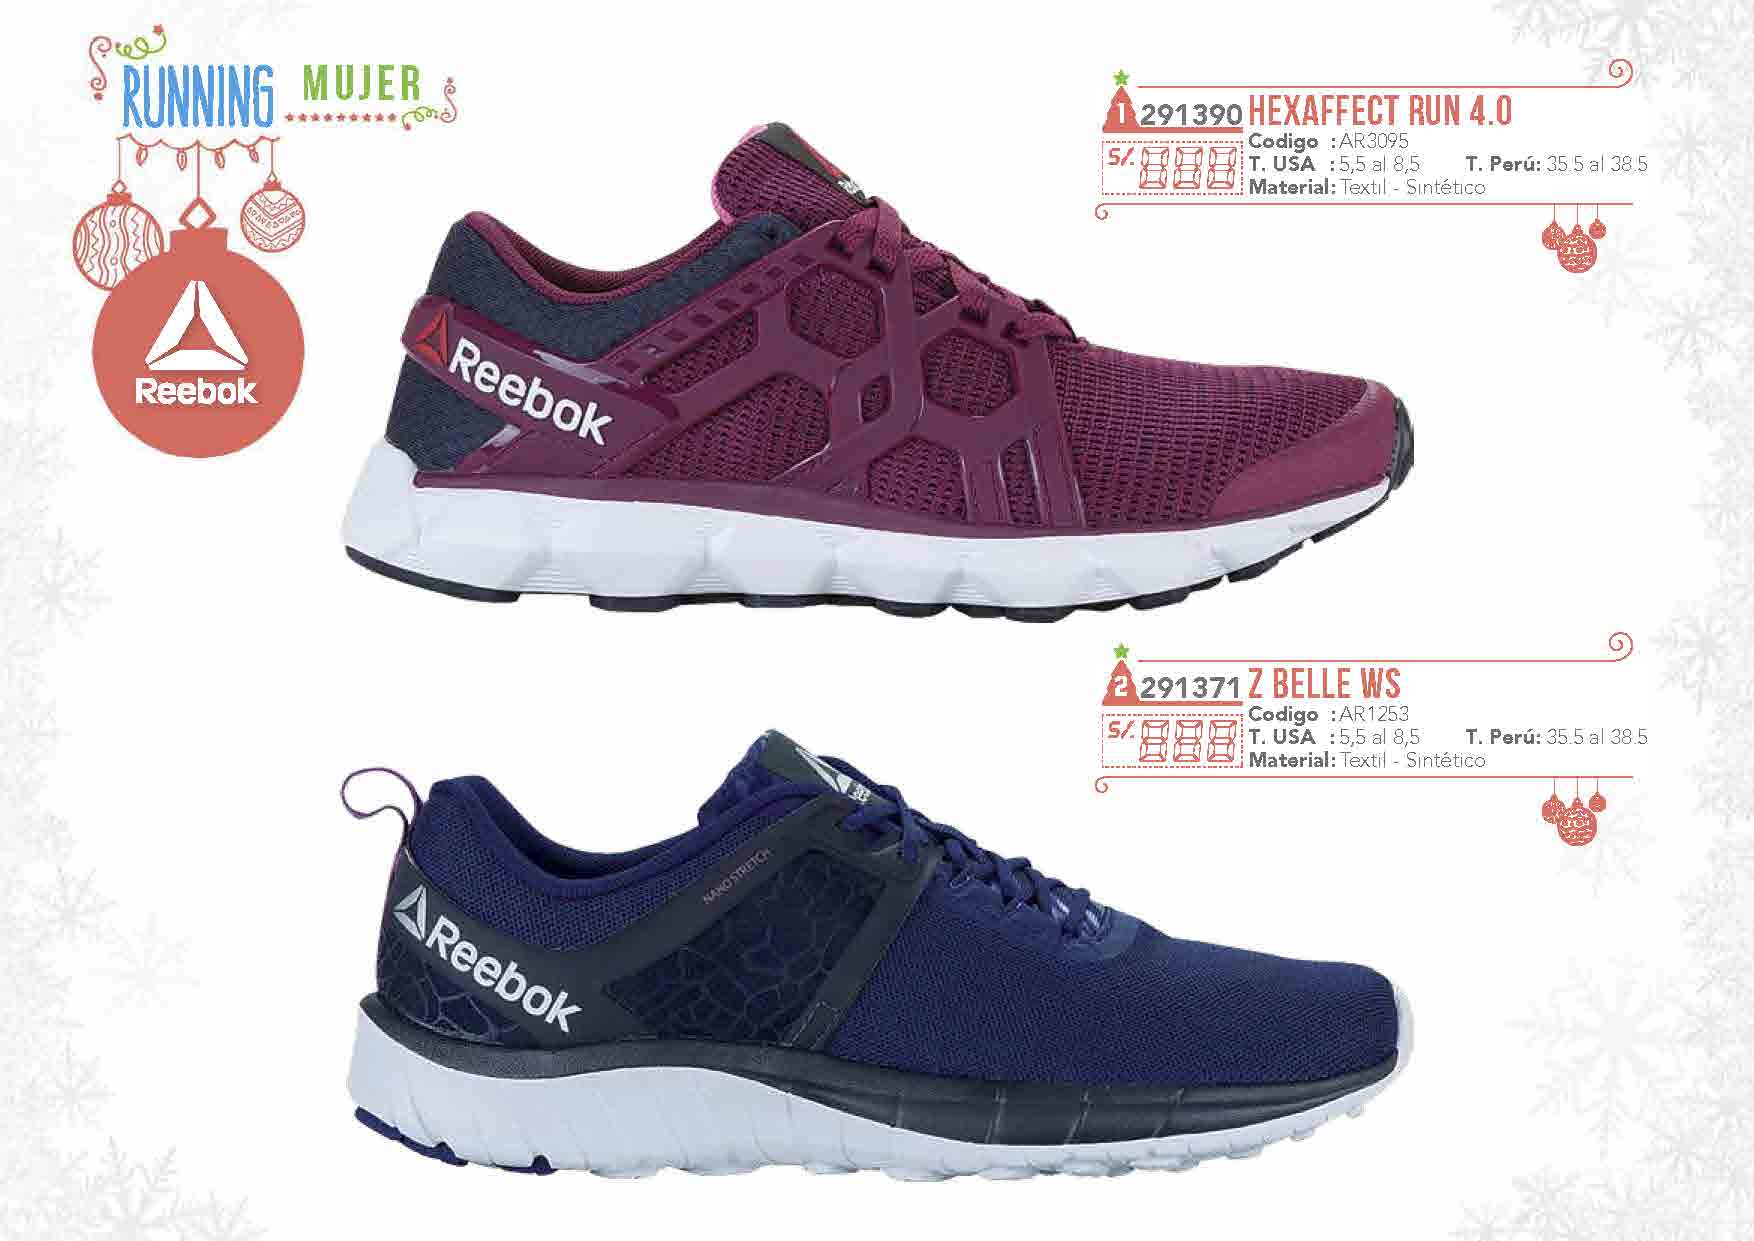 RUNNING MUJER
Reebok
1 291390 HEXAFFECT RUN 4.0
Codigo : AR3095
S/. 888
T. USA : 5,5 al 8,5 T. Perú: 35.5 al 38.5
Material: Textil - Sintético
Reebok
2 291371 Z BELLE WS
Codigo : AR1253
S/. 888
T. USA : 5,5 al 8,5 T. Perú: 35.5 al 38.5
Material: Textil - Sintético
NANO STRETCH
Reebok